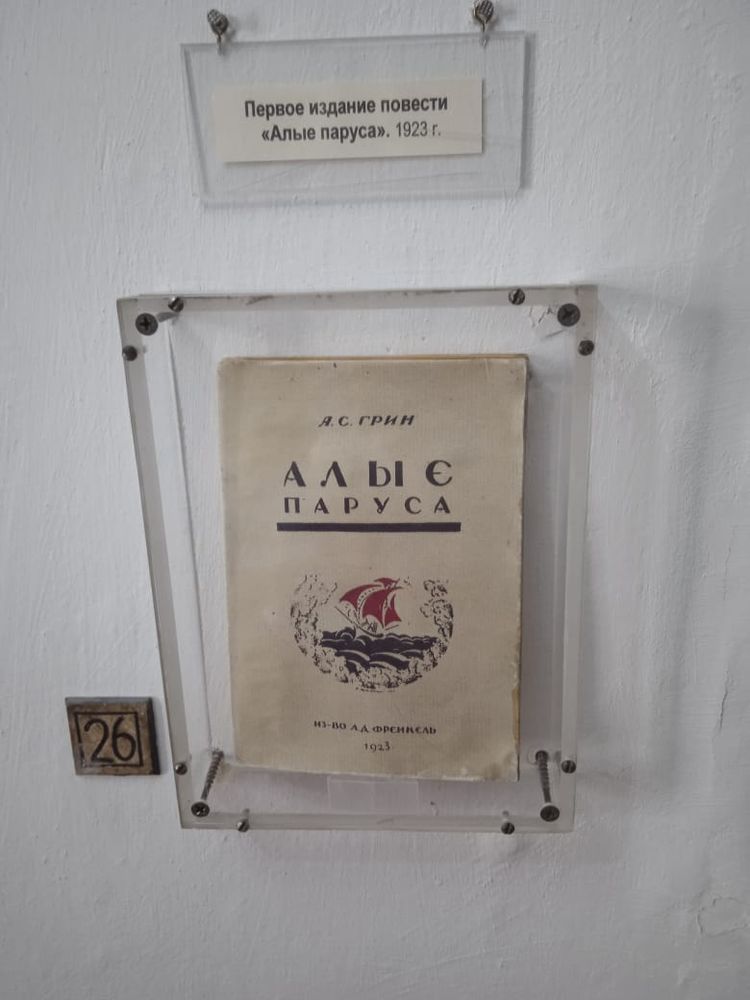 Первое издание повести
«Алые паруса». 1923 г.
А. С. ГРИН
АЛЫЕ
ПАРУСА
ИЗ-ВО А.Д. ФРЕНКЕЛЬ
1923
26